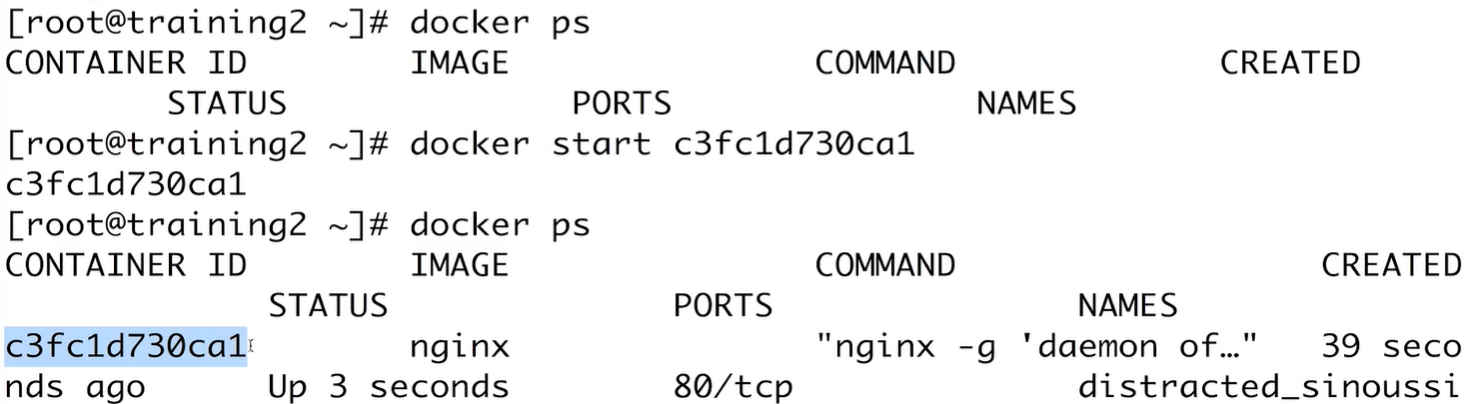 [root@training2 ~]# docker ps
CONTAINER ID        IMAGE                    COMMAND             CREATED
        STATUS              PORTS               NAMES
[root@training2 ~]# docker start c3fc1d730ca1
c3fc1d730ca1
[root@training2 ~]# docker ps
CONTAINER ID        IMAGE                    COMMAND                  CREATED
             STATUS              PORTS               NAMES
c3fc1d730ca1        nginx               "nginx -g 'daemon of…"   39 seco
nds ago      Up 3 seconds        80/tcp              distracted_sinoussi